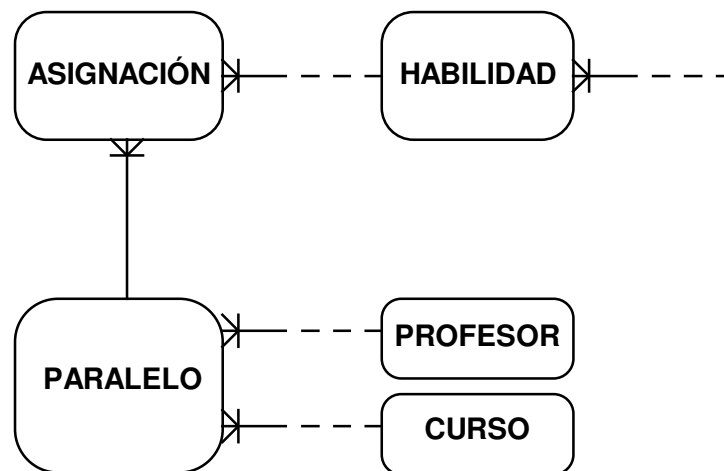 ASIGNACIÓN
HABILIDAD
PROFESOR
PARALELO
CURSO